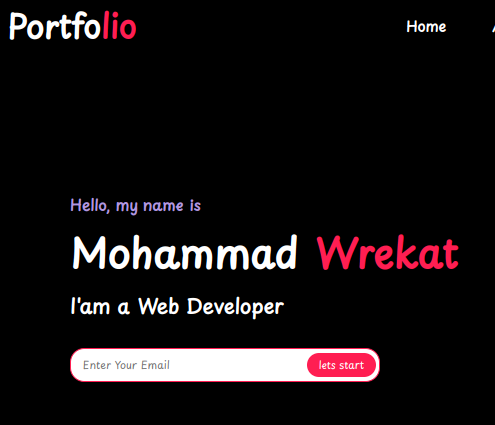 Portfolio
Home
Hello, my name is
Mohammad Wrekat
I'am a Web Developer
Enter Your Email
lets start